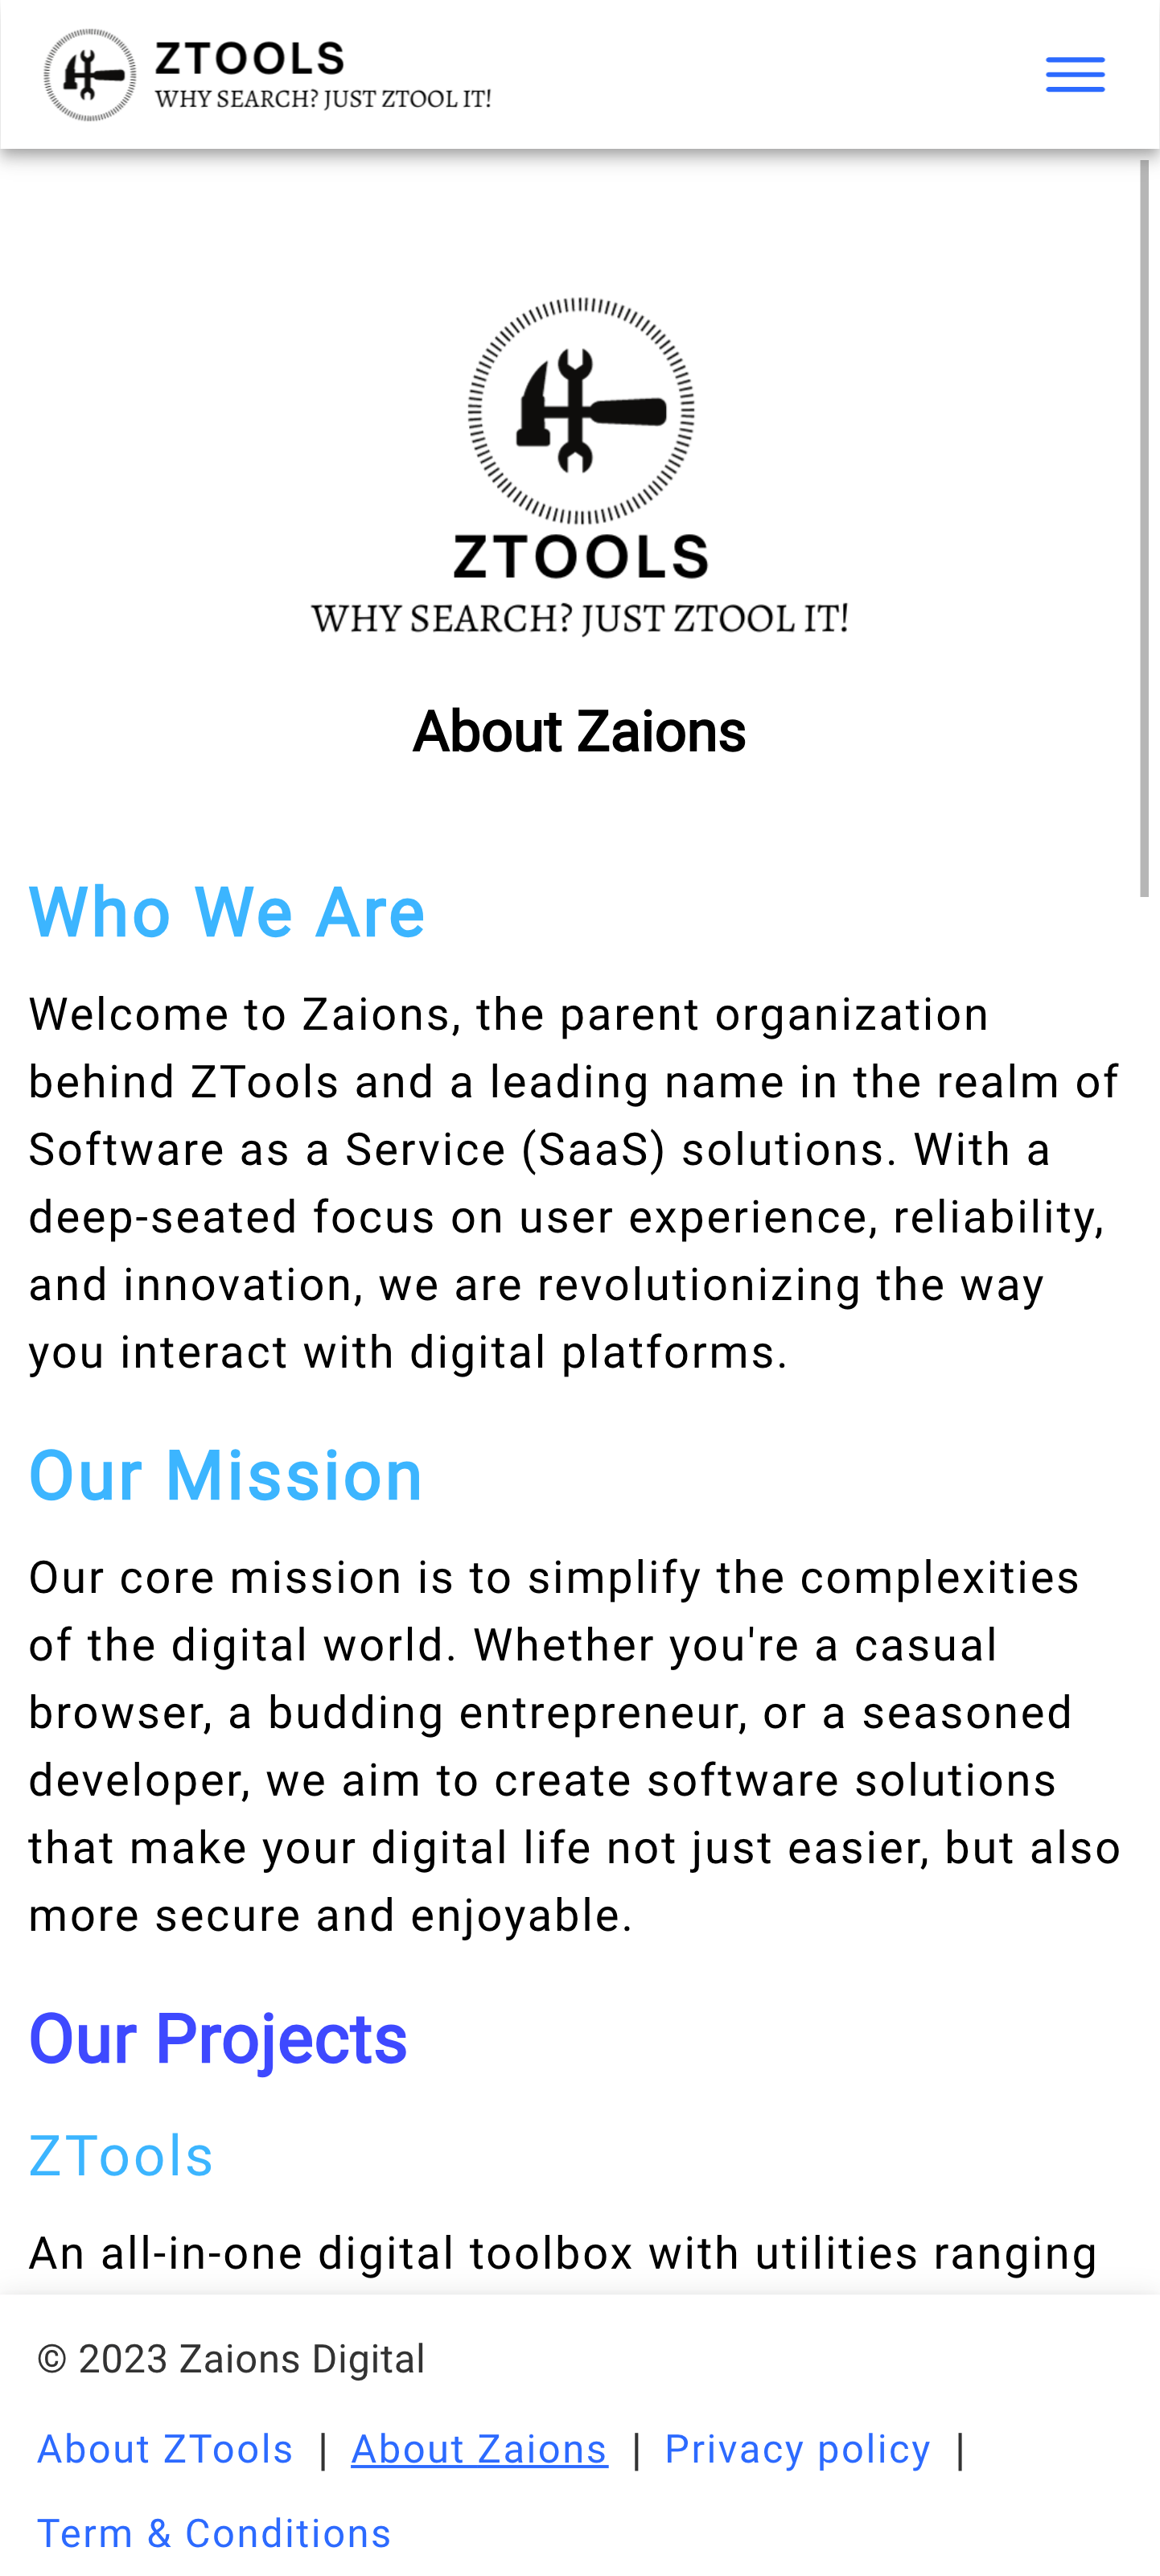 ZTOOLS
WHY SEARCH? JUST ZTOOL IT!
ZTOOLS
WHY SEARCH? JUST ZTOOL IT!
About Zaions
Who We Are
Welcome to Zaions, the parent organization
behind ZTools and a leading name in the realm of
Software as a Service (SaaS) solutions. With a
deep-seated focus on user experience, reliability,
and innovation, we are revolutionizing the way
you interact with digital platforms.
Our Mission
Our core mission is to simplify the complexities
of the digital world. Whether you're a casual
browser, a budding entrepreneur, or a seasoned
developer, we aim to create software solutions
that make your digital life not just easier, but also
more secure and enjoyable.
Our Projects
ZTools
An all-in-one digital toolbox with utilities ranging
© 2023 Zaions Digital
About ZTools | About Zaions | Privacy policy |
Term & Conditions